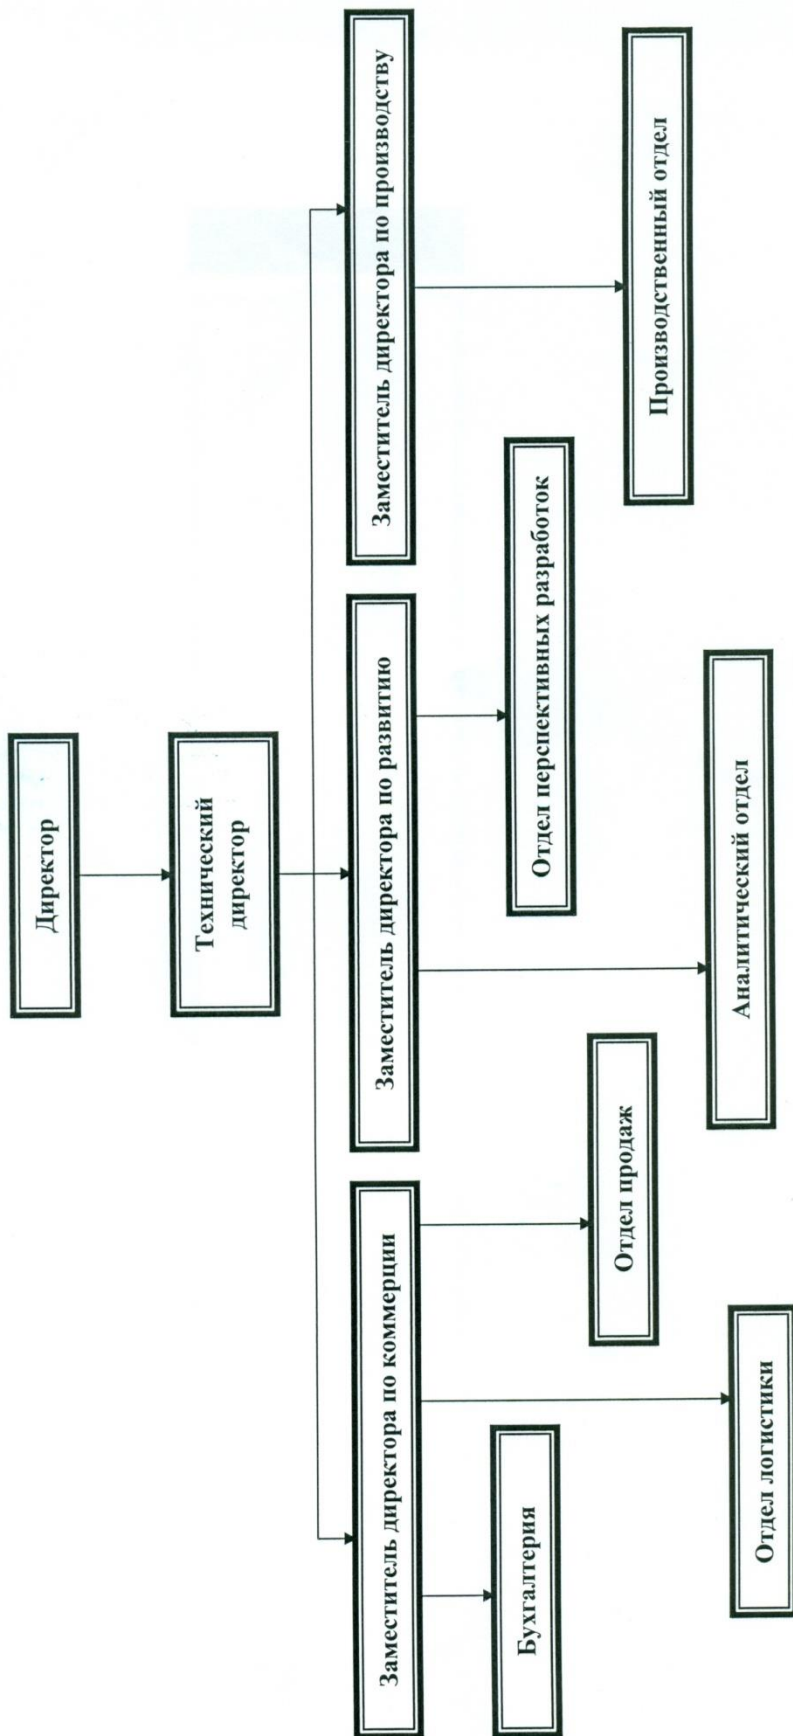 Директор
Технический
директор
Заместитель директора по коммерции
Заместитель директора по развитию
Заместитель директора по производству
Бухгалтерия
Отдел логистики
Отдел продаж
Аналитический отдел
Отдел перспективных разработок
Производственный отдел